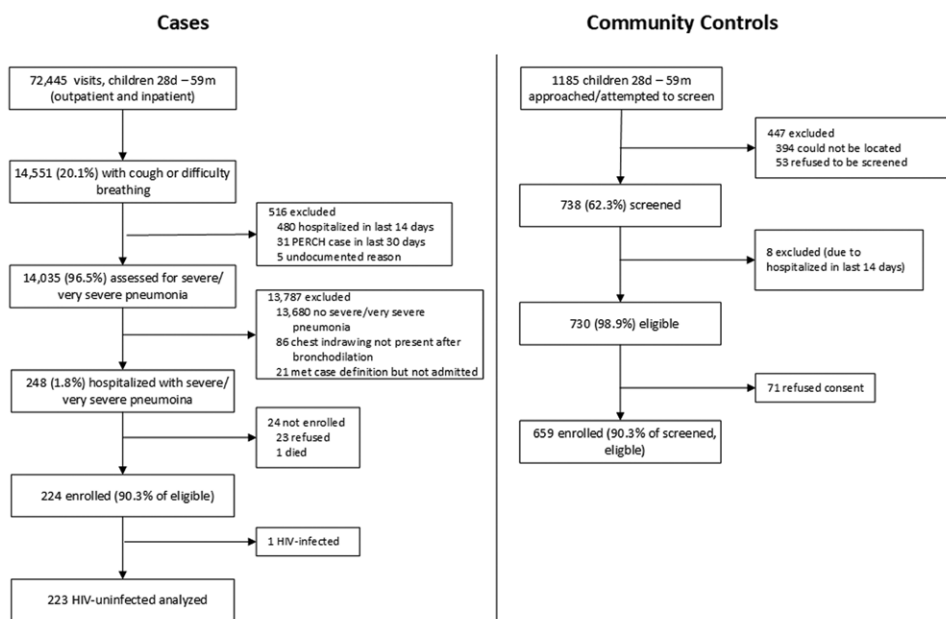 Cases
72,445 visits, children 28d – 59m
(outpatient and inpatient)
14,551 (20.1%) with cough or difficulty
breathing
516 excluded
480 hospitalized in last 14 days
31 PERCH case in last 30 days
5 undocumented reason
14,035 (96.5%) assessed for severe/
very severe pneumonia
13,787 excluded
13,680 no severe/very severe
pneumonia
86 chest indrawing not present after
bronchodilation
21 met case definition but not admitted
248 (1.8%) hospitalized with severe/
very severe pneumoina
24 not enrolled
23 refused
1 died
224 enrolled (90.3% of eligible)
1 HIV-infected
223 HIV-uninfected analyzed
Community Controls
1185 children 28d – 59m
approached/attempted to screen
447 excluded
394 could not be located
53 refused to be screened
738 (62.3%) screened
8 excluded (due to
hospitalized in last 14 days)
730 (98.9%) eligible
71 refused consent
659 enrolled (90.3% of screened,
eligble)